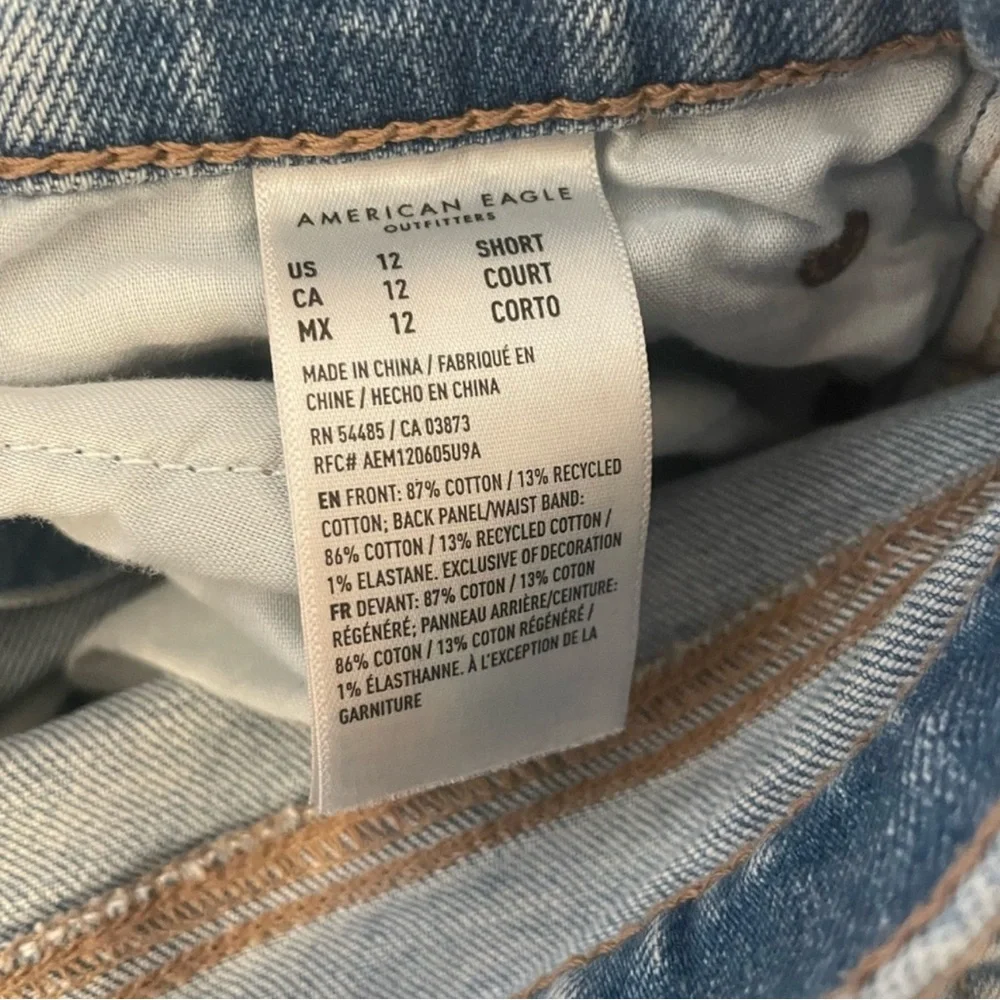 AMERICAN EAGLE
OUTFITTERS
US 12 SHORT
CA 12 COURT
MX 12 CORTO
MADE IN CHINA / FABRIQUÉ EN
CHINE / HECHO EN CHINA
RN 54485 / CA 03873
RFC# AEM120605U9A
EN FRONT: 87% COTTON / 13% RECYCLED
COTTON; BACK PANEL/WAIST BAND:
86% COTTON / 13% RECYCLED COTTON /
1% ELASTANE. EXCLUSIVE OF DECORATION
FR DEVANT: 87% COTON / 13% COTON
RÉGÉNÉRÉ; PANNEAU ARRIÈRE/CEINTURE:
86% COTON / 13% COTON RÉGÉNÉRÉ /
1% ÉLASTHANNE. À L'EXCEPTION DE LA
GARNITURE